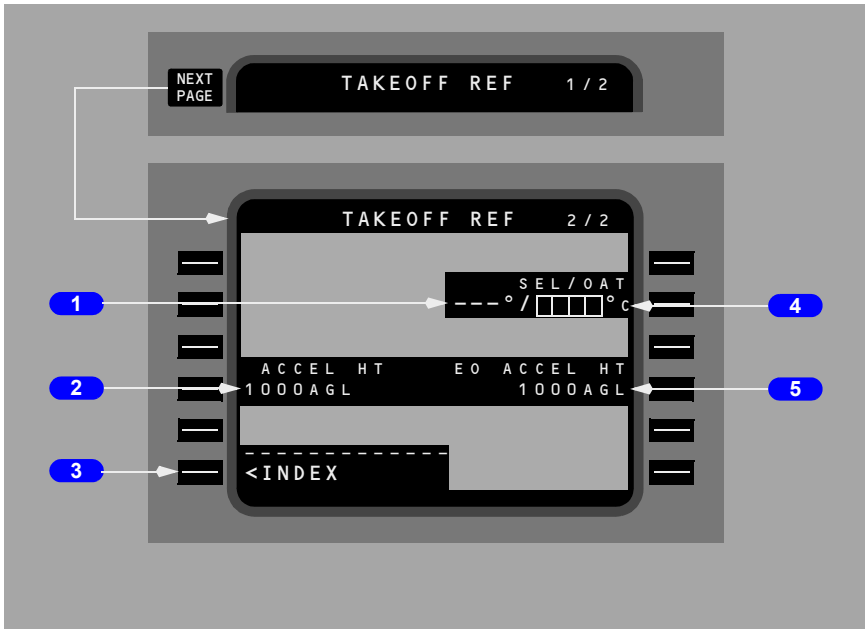 NEXT
PAGE
TAKEOFF REF 1/2
TAKEOFF REF 2/2
SEL/OAT
1
---°/□□□□°C
4
ACCEL HT EO ACCEL HT
2
1000AGL 1000AGL
5
-------------
3
<INDEX